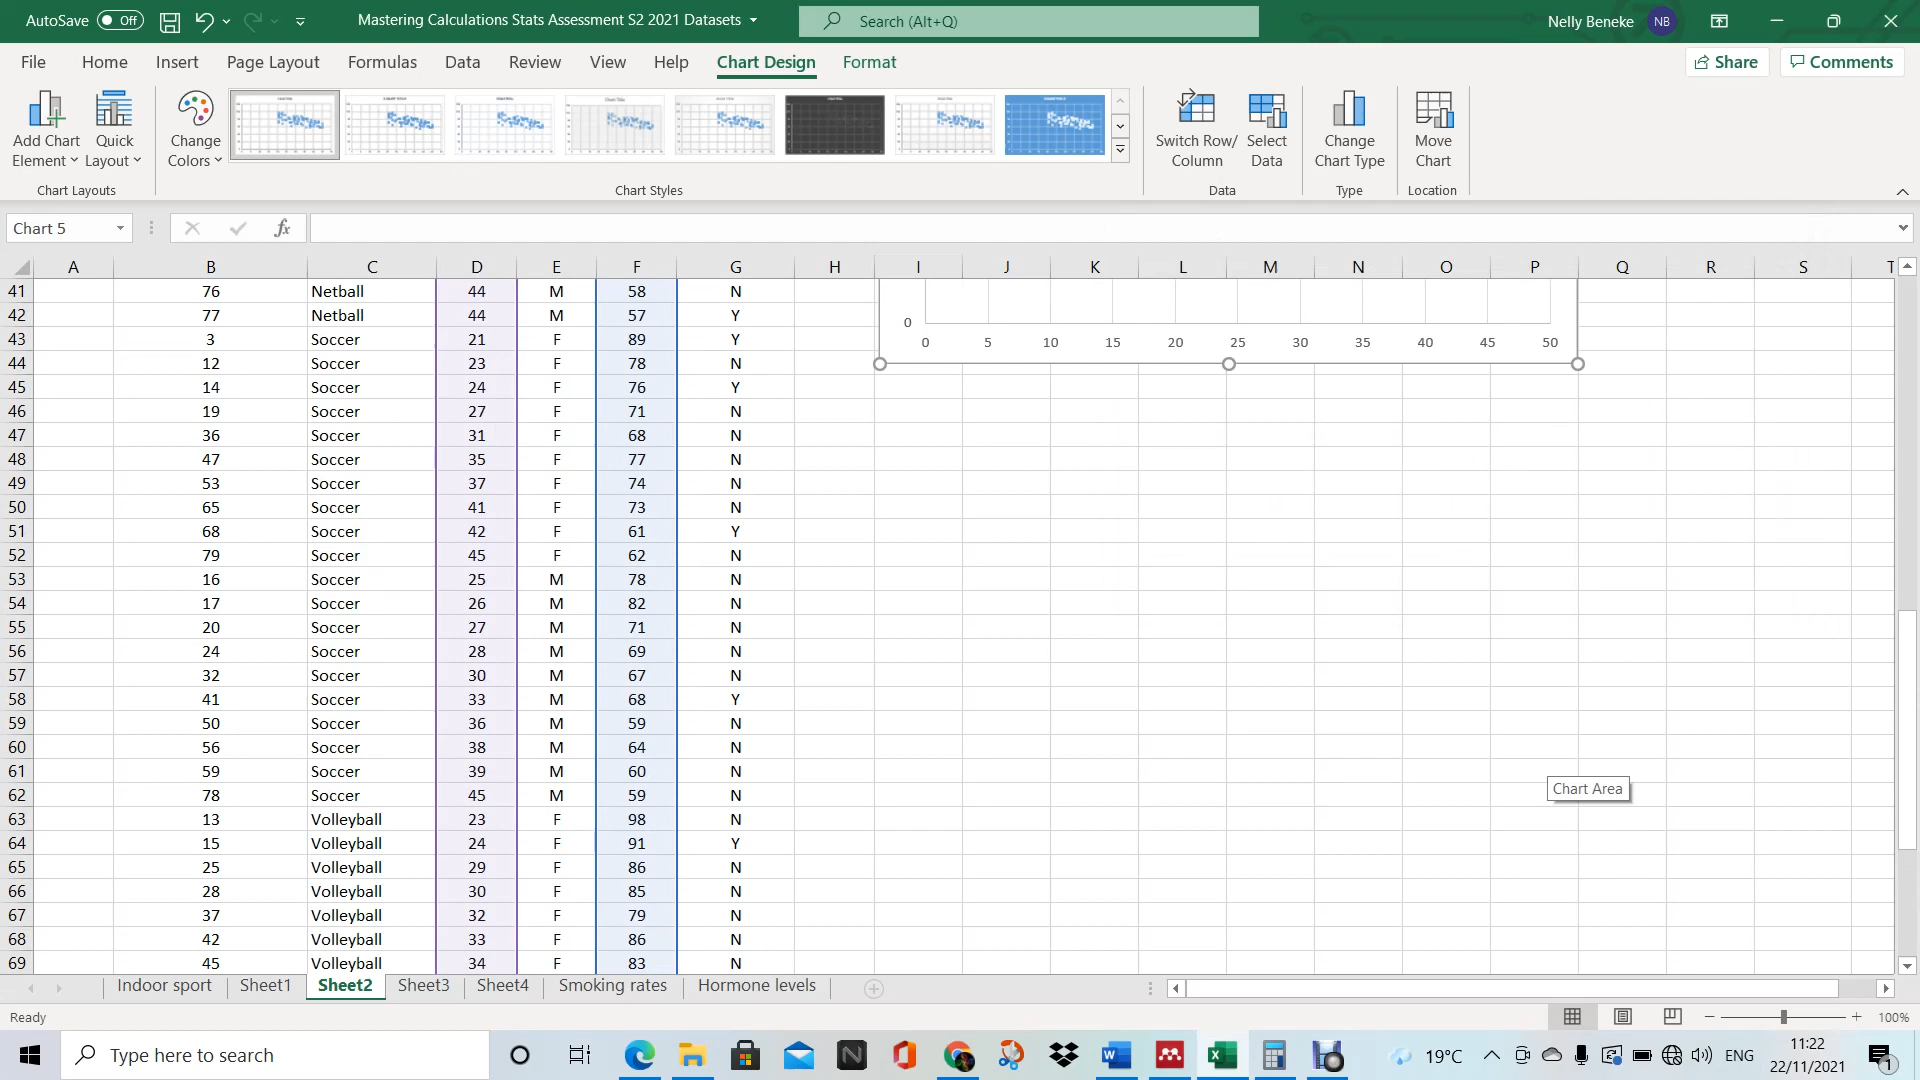 AutoSave Off Mastering Calculations Stats Assessment S2 2021 Datasets Search (Alt+Q) Nelly Beneke NB
File Home Insert Page Layout Formulas Data Review View Help Chart Design Format Share Comments
Add Chart Element Quick Layout Change Colors Switch Row/ Column Select Data Change Chart Type Move Chart
Chart Layouts Chart Styles Data Type Location
Chart 5 fx
A B C D E F G H I J K L M N O P Q R S T
41 76 Netball 44 M 58 N
42 77 Netball 44 M 57 Y 0
43 3 Soccer 21 F 89 Y 0 5 10 15 20 25 30 35 40 45 50
44 12 Soccer 23 F 78 N
45 14 Soccer 24 F 76 Y
46 19 Soccer 27 F 71 N
47 36 Soccer 31 F 68 N
48 47 Soccer 35 F 77 N
49 53 Soccer 37 F 74 N
50 65 Soccer 41 F 73 N
51 68 Soccer 42 F 61 Y
52 79 Soccer 45 F 62 N
53 16 Soccer 25 M 78 N
54 17 Soccer 26 M 82 N
55 20 Soccer 27 M 71 N
56 24 Soccer 28 M 69 N
57 32 Soccer 30 M 67 N
58 41 Soccer 33 M 68 Y
59 50 Soccer 36 M 59 N
60 56 Soccer 38 M 64 N
61 59 Soccer 39 M 60 N
62 78 Soccer 45 M 59 N Chart Area
63 13 Volleyball 23 F 98 N
64 15 Volleyball 24 F 91 Y
65 25 Volleyball 29 F 86 N
66 28 Volleyball 30 F 85 N
67 37 Volleyball 32 F 79 N
68 42 Volleyball 33 F 86 N
69 45 Volleyball 34 F 83 N
Indoor sport Sheet1 Sheet2 Sheet3 Sheet4 Smoking rates Hormone levels
Ready 100%
Type here to search 19°C ENG 11:22
22/11/2021 1